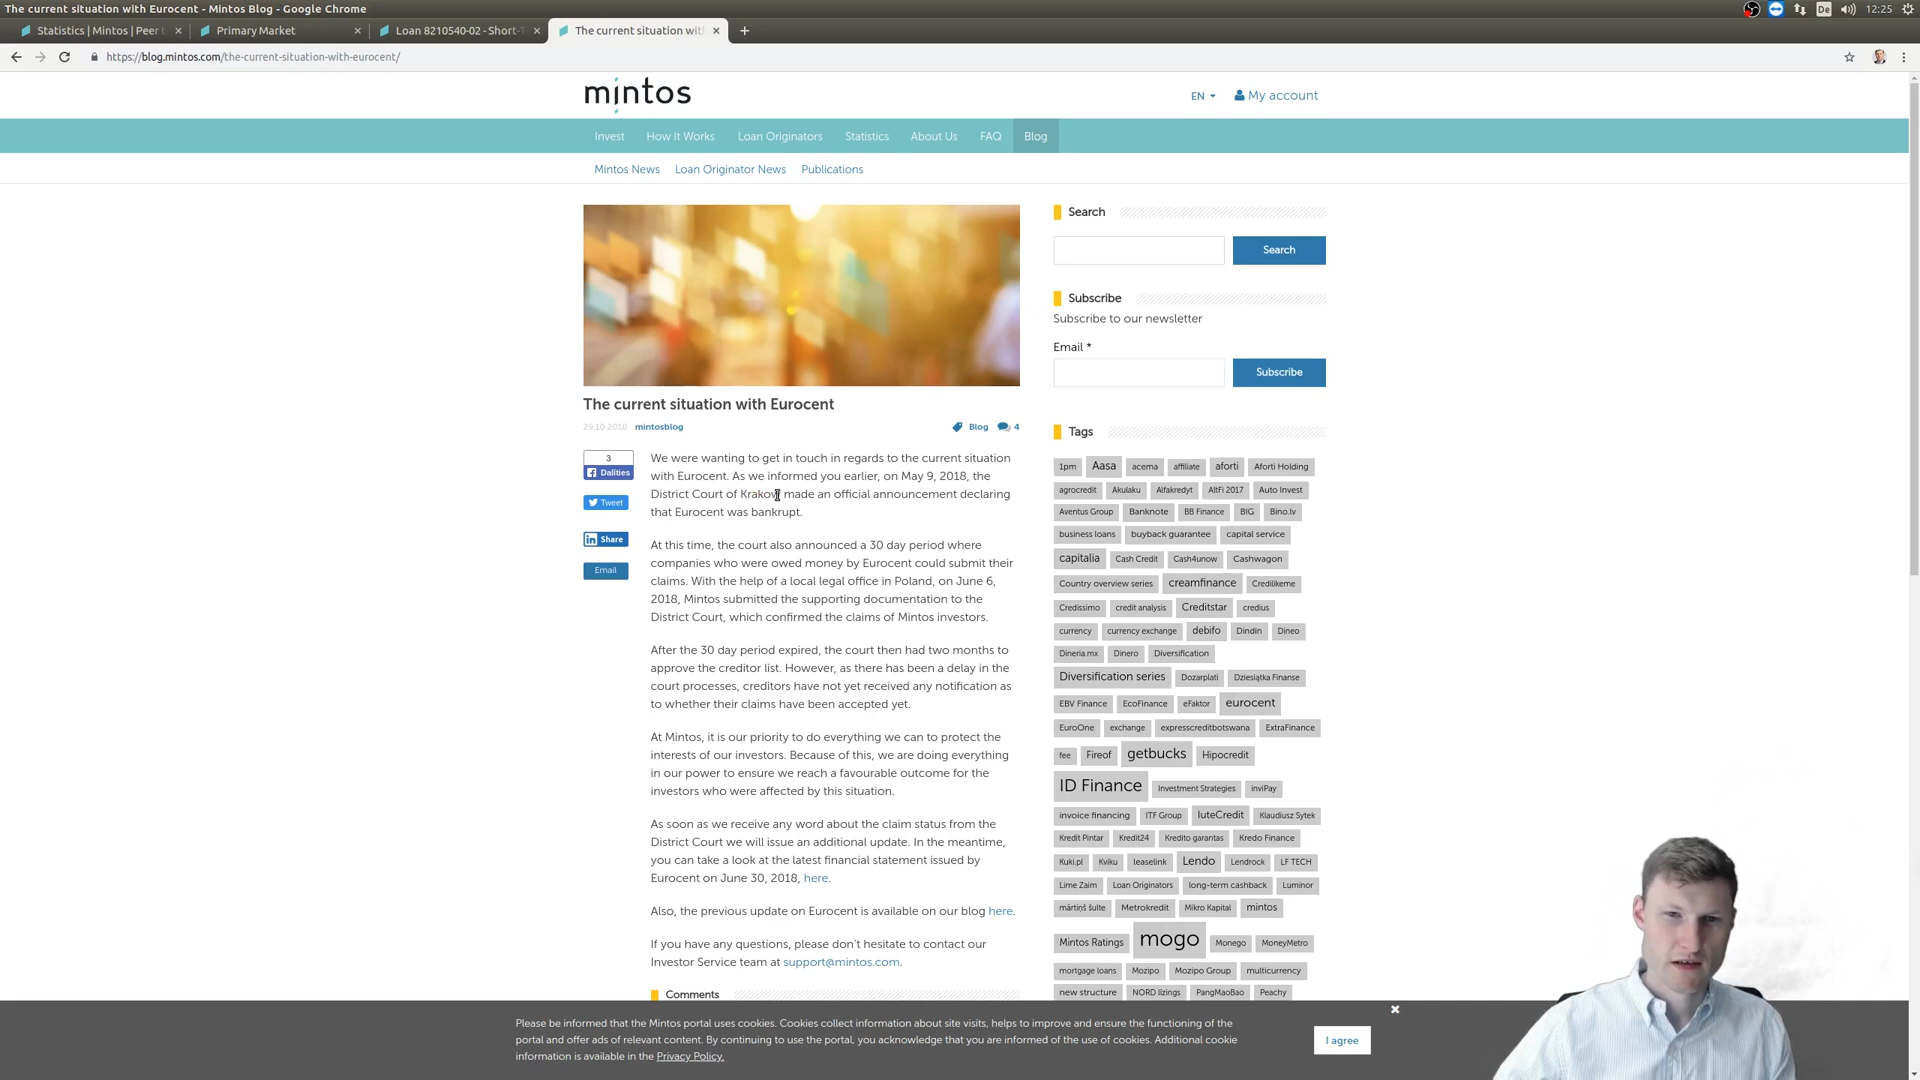 The current situation with Eurocent - Mintos Blog - Google Chrome
De
12:25
Statistics | Mintos | Peer
Primary Market
Loan 8210540-02 - Short-T
The current situation wit
https://blog.mintos.com/the-current-situation-with-eurocent/
mintos
EN
My account
Invest
How It Works
Loan Originators
Statistics
About Us
FAQ
Blog
Mintos News
Loan Originator News
Publications
The current situation with Eurocent
29.10.2018
mintosblog
Blog
4
3
Dalīties
Tweet
Share
Email
We were wanting to get in touch in regards to the current situation
with Eurocent. As we informed you earlier, on May 9, 2018, the
District Court of Krakow made an official announcement declaring
that Eurocent was bankrupt.
At this time, the court also announced a 30 day period where
companies who were owed money by Eurocent could submit their
claims. With the help of a local legal office in Poland, on June 6,
2018, Mintos submitted the supporting documentation to the
District Court, which confirmed the claims of Mintos investors.
After the 30 day period expired, the court then had two months to
approve the creditor list. However, as there has been a delay in the
court processes, creditors have not yet received any notification as
to whether their claims have been accepted yet.
At Mintos, it is our priority to do everything we can to protect the
interests of our investors. Because of this, we are doing everything
in our power to ensure we reach a favourable outcome for the
investors who were affected by this situation.
As soon as we receive any word about the claim status from the
District Court we will issue an additional update. In the meantime,
you can take a look at the latest financial statement issued by
Eurocent on June 30, 2018, here.
Also, the previous update on Eurocent is available on our blog here.
If you have any questions, please don't hesitate to contact our
Investor Service team at support@mintos.com.
Comments
Search
Search
Subscribe
Subscribe to our newsletter
Email *
Subscribe
Tags
1pm Aasa acema affiliate aforti Aforti Holding
agrocredit Akulaku Alfakredyt AltFi 2017 Auto Invest
Aventus Group Banknote BB Finance BIG Bino.lv
business loans buyback guarantee capital service
capitalia Cash Credit Cash4unow Cashwagon
Country overview series creamfinance Credilikeme
Credissimo credit analysis Creditstar credius
currency currency exchange debifo Dindin Dineo
Dineria.mx Dinero Diversification
Diversification series Dozarplati Dziesiątka Finanse
EBV Finance EcoFinance eFaktor eurocent
EuroOne exchange expresscreditbotswana ExtraFinance
fee Fireof getbucks Hipocredit
ID Finance Investment Strategies inviPay
invoice financing ITF Group IuteCredit Klaudiusz Sytek
Kredit Pintar Kredit24 Kredito garantas Kredo Finance
Kuki.pl Kviku leaselink Lendo Lendrock LF TECH
Lime Zaim Loan Originators long-term cashback Luminor
mārtiņš šulte Metrokredit Mikro Kapital mintos
Mintos Ratings mogo Monego MoneyMetro
mortgage loans Mozipo Mozipo Group multicurrency
new structure NORD līzings PangMaoBao Peachy
Please be informed that the Mintos portal uses cookies. Cookies collect information about site visits, helps to improve and ensure the functioning of the
portal and offer ads of relevant content. By continuing to use the portal, you acknowledge that you are informed of the use of cookies. Additional cookie
information is available in the Privacy Policy.
I agree